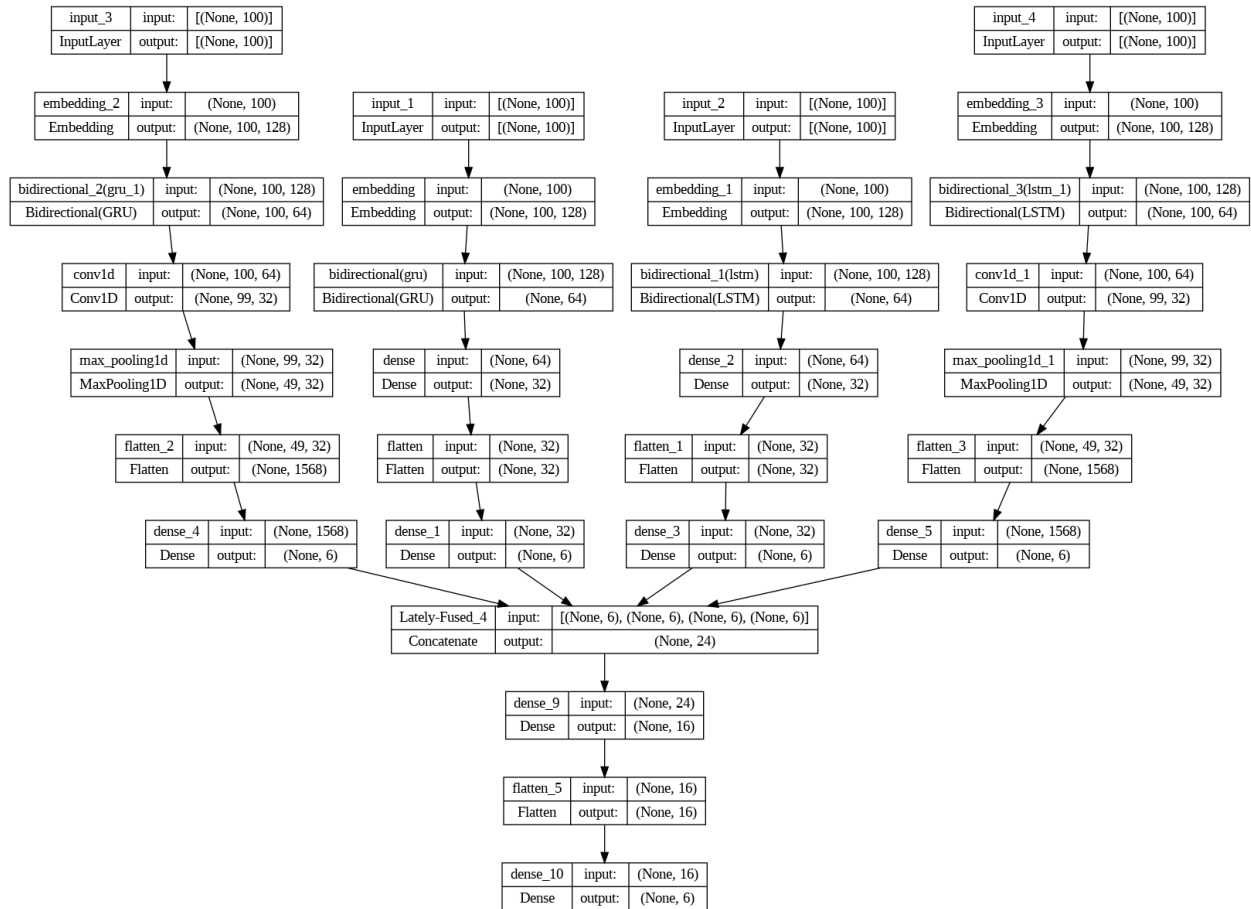 input_3 input: [(None, 100)]
InputLayer output: [(None, 100)]
input_4 input: [(None, 100)]
InputLayer output: [(None, 100)]
embedding_2 input: (None, 100)
Embedding output: (None, 100, 128)
input_1 input: [(None, 100)]
InputLayer output: [(None, 100)]
input_2 input: [(None, 100)]
InputLayer output: [(None, 100)]
embedding_3 input: (None, 100)
Embedding output: (None, 100, 128)
bidirectional_2(gru_1) input: (None, 100, 128)
Bidirectional(GRU) output: (None, 100, 64)
embedding input: (None, 100)
Embedding output: (None, 100, 128)
embedding_1 input: (None, 100)
Embedding output: (None, 100, 128)
bidirectional_3(lstm_1) input: (None, 100, 128)
Bidirectional(LSTM) output: (None, 100, 64)
conv1d input: (None, 100, 64)
Conv1D output: (None, 99, 32)
bidirectional(gru) input: (None, 100, 128)
Bidirectional(GRU) output: (None, 64)
bidirectional_1(lstm) input: (None, 100, 128)
Bidirectional(LSTM) output: (None, 64)
conv1d_1 input: (None, 100, 64)
Conv1D output: (None, 99, 32)
max_pooling1d input: (None, 99, 32)
MaxPooling1D output: (None, 49, 32)
dense input: (None, 64)
Dense output: (None, 32)
dense_2 input: (None, 64)
Dense output: (None, 32)
max_pooling1d_1 input: (None, 99, 32)
MaxPooling1D output: (None, 49, 32)
flatten_2 input: (None, 49, 32)
Flatten output: (None, 1568)
flatten input: (None, 32)
Flatten output: (None, 32)
flatten_1 input: (None, 32)
Flatten output: (None, 32)
flatten_3 input: (None, 49, 32)
Flatten output: (None, 1568)
dense_4 input: (None, 1568)
Dense output: (None, 6)
dense_1 input: (None, 32)
Dense output: (None, 6)
dense_3 input: (None, 32)
Dense output: (None, 6)
dense_5 input: (None, 1568)
Dense output: (None, 6)
Lately-Fused_4 input: [(None, 6), (None, 6), (None, 6), (None, 6)]
Concatenate output: (None, 24)
dense_9 input: (None, 24)
Dense output: (None, 16)
flatten_5 input: (None, 16)
Flatten output: (None, 16)
dense_10 input: (None, 16)
Dense output: (None, 6)